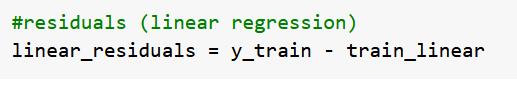 #residuals (linear regression)
linear_residuals = y_train - train_linear